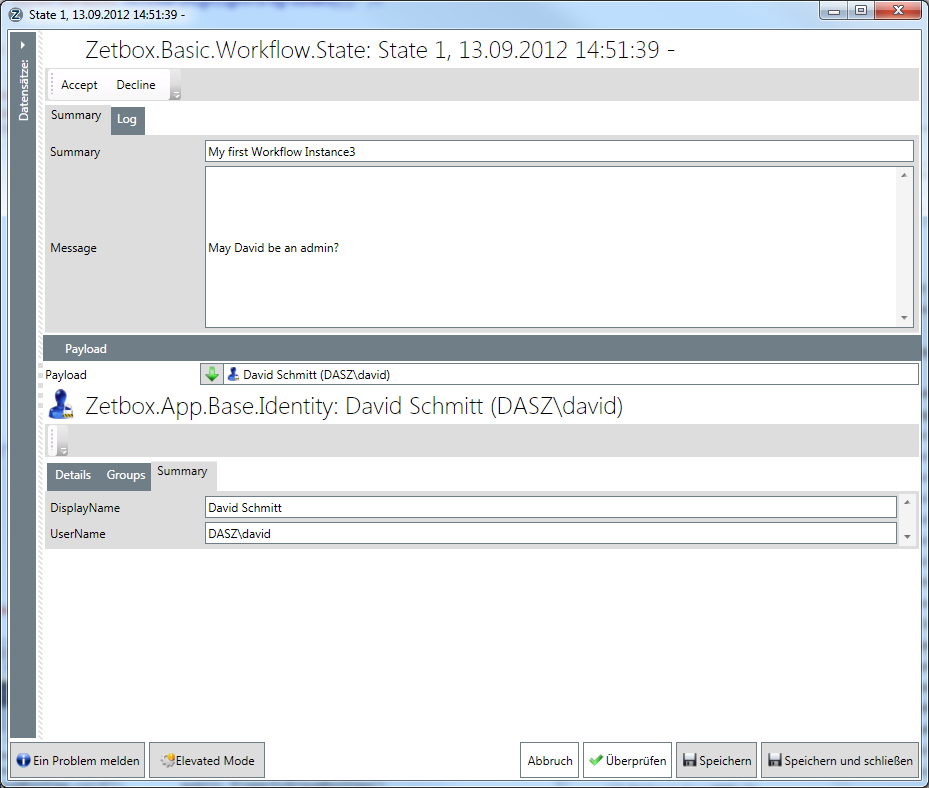 State 1, 13.09.2012 14:51:39 -
Datensätze:
Zetbox.Basic.Workflow.State: State 1, 13.09.2012 14:51:39 -
Accept Decline
Summary Log
Summary My first Workflow Instance3
Message May David be an admin?
Payload
Payload David Schmitt (DASZ\david)
Zetbox.App.Base.Identity: David Schmitt (DASZ\david)
Details Groups Summary
DisplayName David Schmitt
UserName DASZ\david
Ein Problem melden Elevated Mode Abbruch Überprüfen Speichern Speichern und schließen